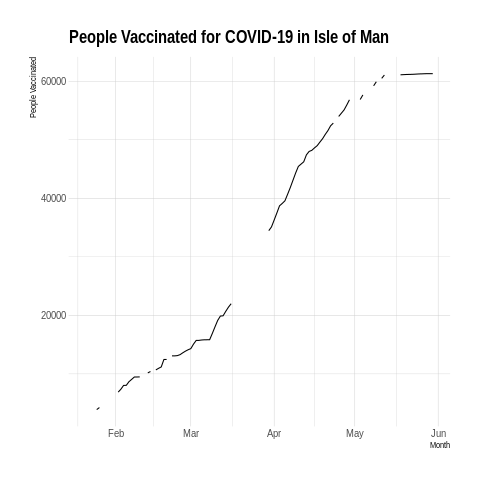 People Vaccinated for COVID-19 in Isle of Man
People Vaccinated
60000
40000
20000
Feb Mar Apr May Jun
Month